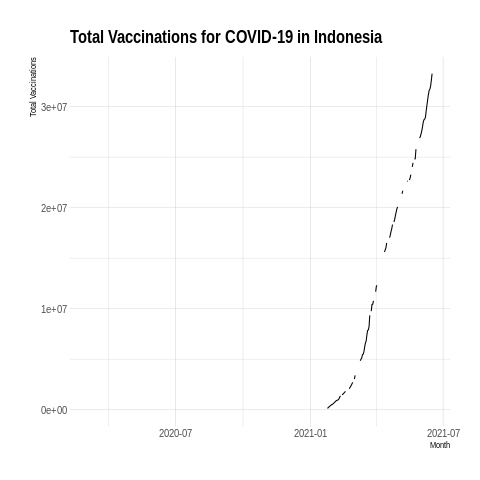 Total Vaccinations for COVID-19 in Indonesia
Total Vaccinations
3e+07
2e+07
1e+07
0e+00
2020-07 2021-01 2021-07
Month